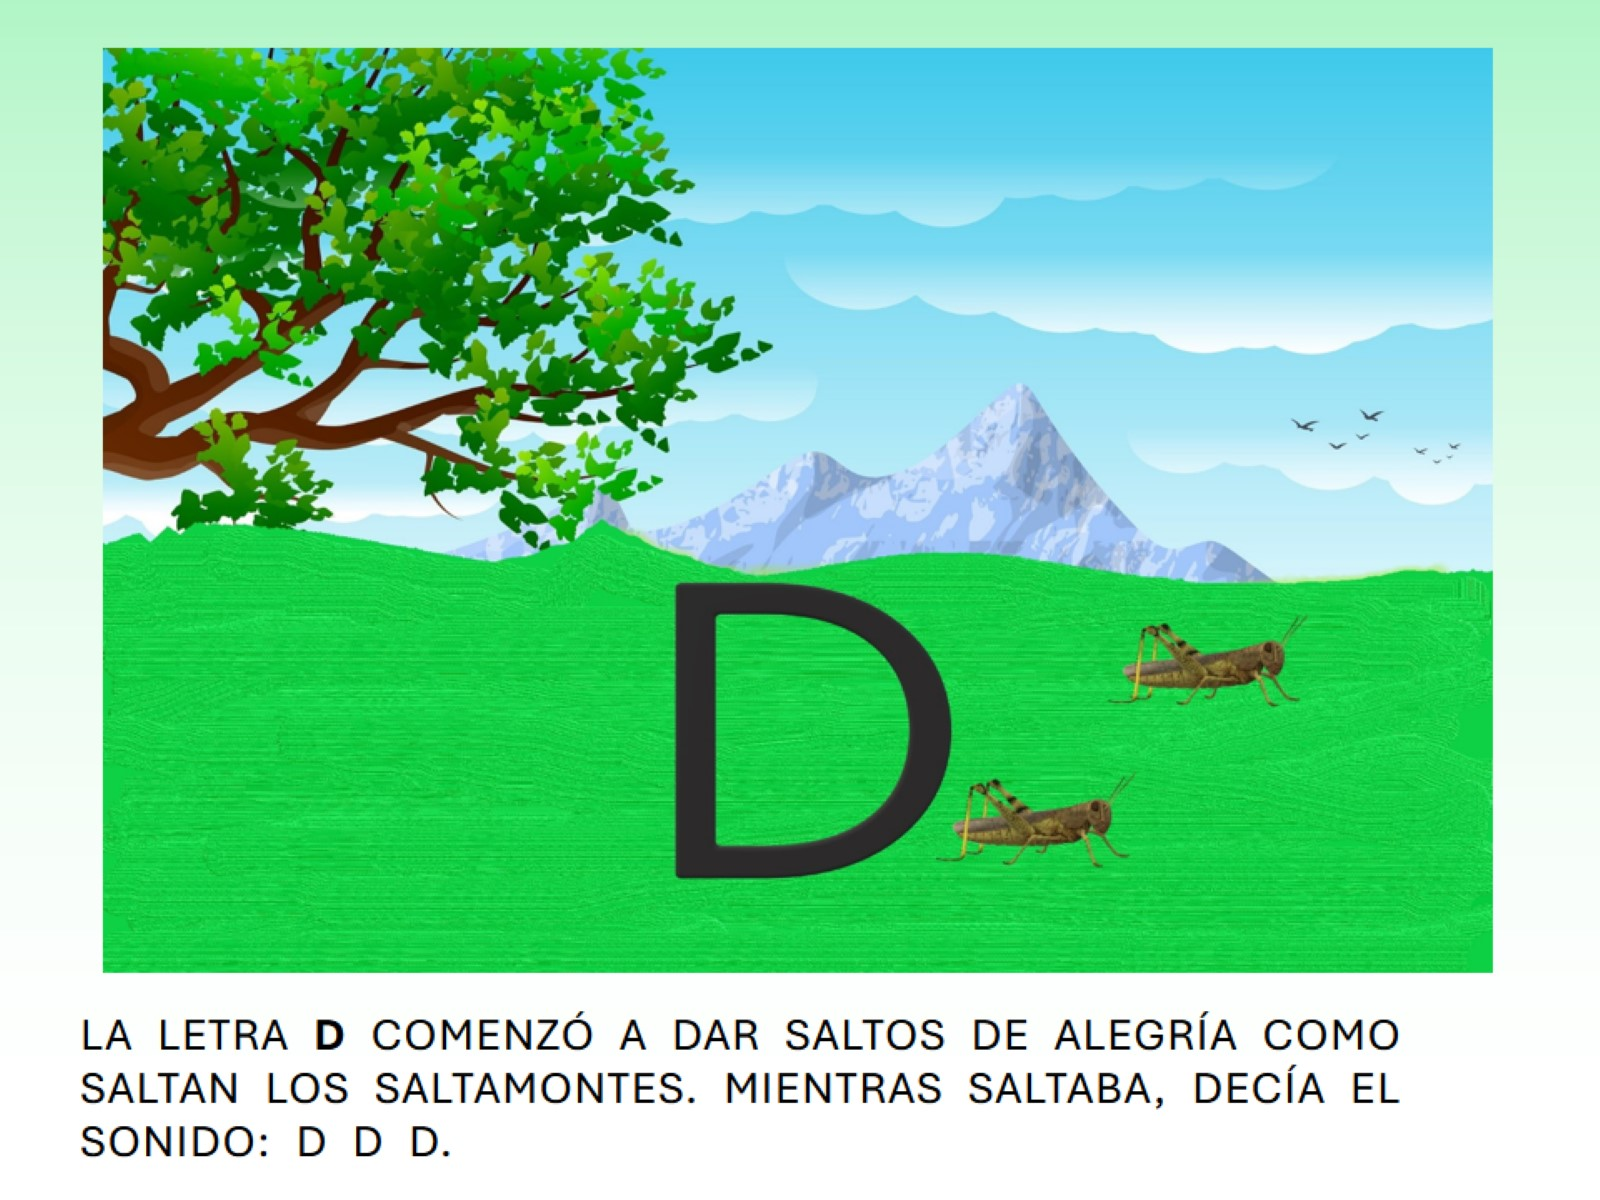 D
LA LETRA D COMENZÓ A DAR SALTOS DE ALEGRÍA COMO
SALTAN LOS SALTAMONTES. MIENTRAS SALTABA, DECÍA EL
SONIDO: D D D.